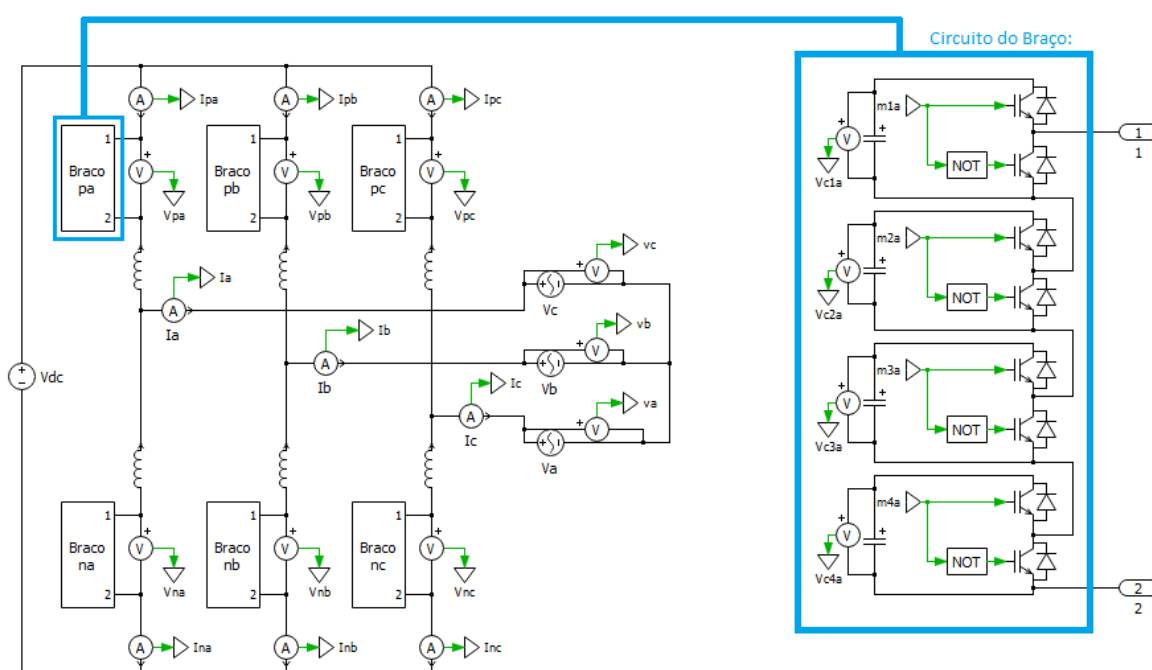 Circuito do Braço:
A Ipa
A Ipb
A Ipc
1
Braco
pa
2
V
Vpa
1
Braco
pb
2
V
Vpb
1
Braco
pc
2
V
Vpc
A
Ia
Ia
A
Ib
Ib
A
Ic
Ic
V
vc
Vc
V
vb
Vb
V
va
Va
Vdc
1
Braco
na
2
V
Vna
1
Braco
nb
2
V
Vnb
1
Braco
nc
2
V
Vnc
A Ina
A Inb
A Inc
m1a
V
Vc1a
NOT
1
1
m2a
V
Vc2a
NOT
m3a
V
Vc3a
NOT
m4a
V
Vc4a
NOT
2
2